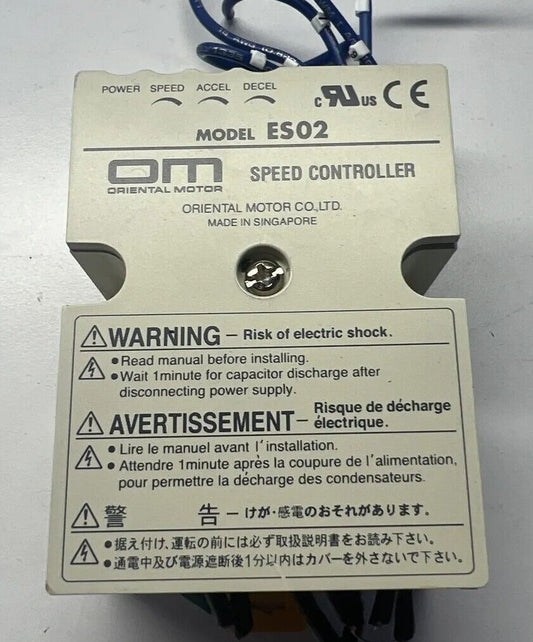 POWER SPEED ACCEL DECEL
c RU US CE
MODEL ES02
OM
ORIENTAL MOTOR
SPEED CONTROLLER
ORIENTAL MOTOR CO.,LTD.
MADE IN SINGAPORE
WARNING – Risk of electric shock.
● Read manual before installing.
● Wait 1minute for capacitor discharge after
disconnecting power supply.
AVERTISSEMENT – Risque de décharge
électrique.
● Lire le manuel avant l'installation.
● Attendre 1minute après la coupure de l'alimentation,
pour permettre la décharge des condensateurs.
警 告 – けが・感電のおそれがあります。
● 据え付け、運転の前には必ず取扱説明書をお読み下さい。
● 通電中及び電源遮断後1分以内はカバーを外さないで下さい。